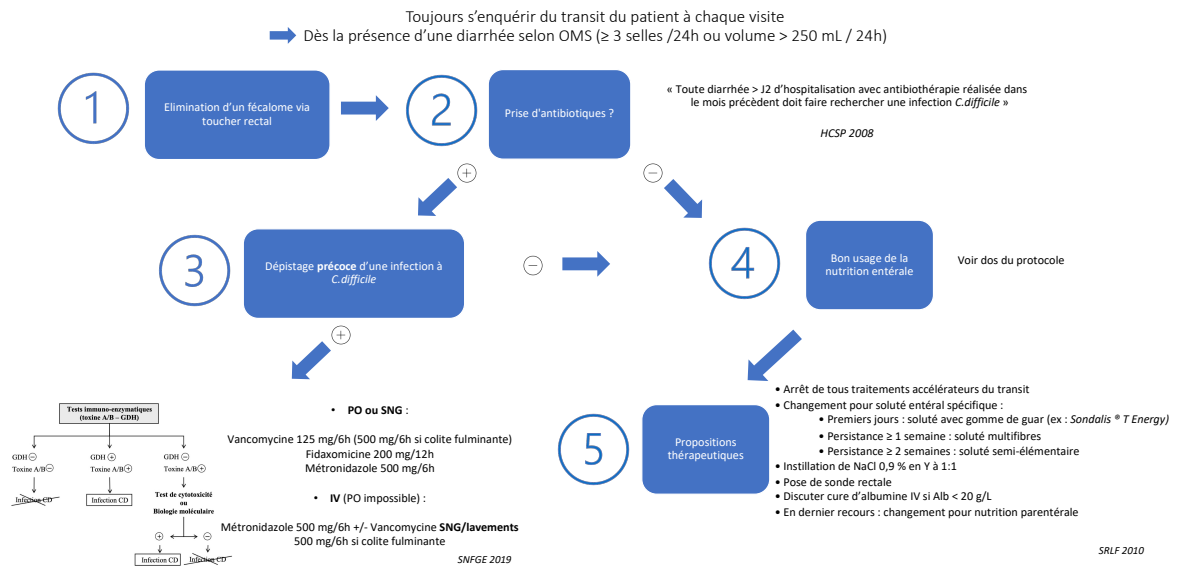 Toujours s’enquérir du transit du patient à chaque visite
Dès la présence d’une diarrhée selon OMS (≥ 3 selles /24h ou volume > 250 mL / 24h)
1
Elimination d’un fécalome via
toucher rectal
2
Prise d'antibiotiques ?
« Toute diarrhée > J2 d’hospitalisation avec antibiothérapie réalisée dans
le mois précèdent doit faire rechercher une infection C.difficile »
HCSP 2008
+
−
3
Dépistage précoce d’une infection à
C.difficile
−
4
Bon usage de la
nutrition entérale
Voir dos du protocole
+
Tests immuno-enzymatiques
(toxine A/B – GDH)
GDH − GDH + GDH −
Toxine A/B − Toxine A/B + Toxine A/B +
Infection CD Infection CD
Test de cytotoxicité
ou
Biologie moléculaire
+ −
Infection CD Infection CD
• PO ou SNG :
Vancomycine 125 mg/6h (500 mg/6h si colite fulminante)
Fidaxomicine 200 mg/12h
Métronidazole 500 mg/6h
• IV (PO impossible) :
Métronidazole 500 mg/6h +/- Vancomycine SNG/lavements
500 mg/6h si colite fulminante
SNFGE 2019
5
Propositions
thérapeutiques
• Arrêt de tous traitements accélérateurs du transit
• Changement pour soluté entéral spécifique :
• Premiers jours : soluté avec gomme de guar (ex : Sondalis ® T Energy)
• Persistance ≥ 1 semaine : soluté multifibres
• Persistance ≥ 2 semaines : soluté semi-élémentaire
• Instillation de NaCl 0,9 % en Y à 1:1
• Pose de sonde rectale
• Discuter cure d’albumine IV si Alb < 20 g/L
• En dernier recours : changement pour nutrition parentérale
SRLF 2010